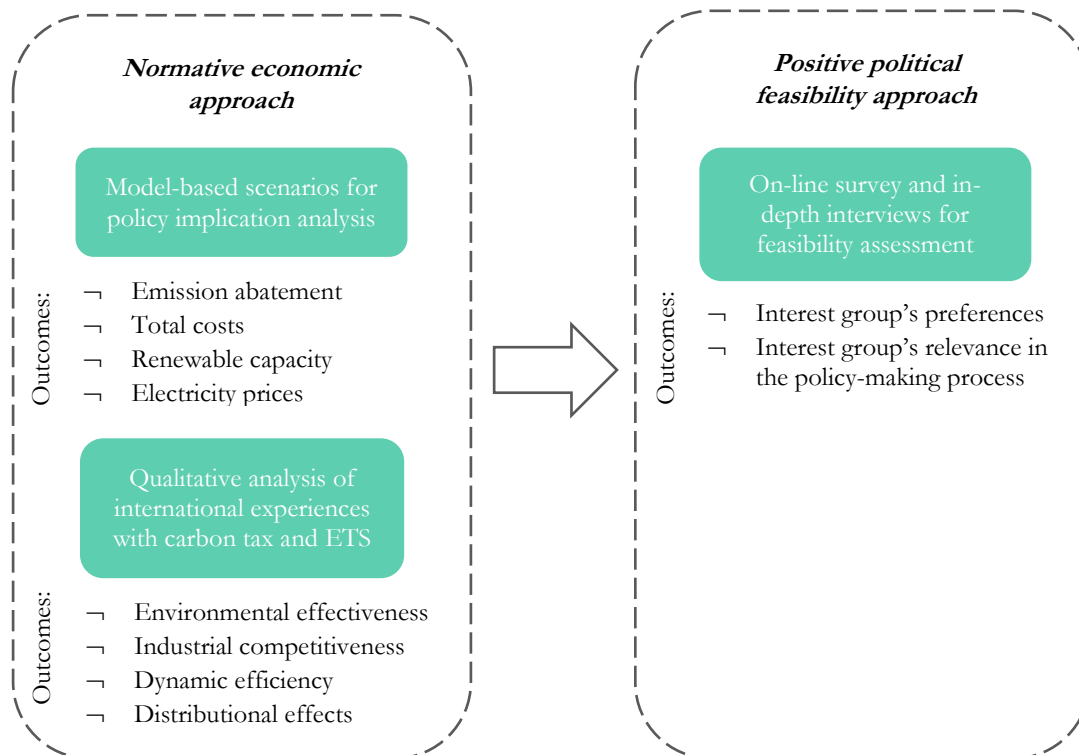 Normative economic
approach
Model-based scenarios for
policy implication analysis
Outcomes:
¬ Emission abatement
¬ Total costs
¬ Renewable capacity
¬ Electricity prices
Qualitative analysis of
international experiences
with carbon tax and ETS
Outcomes:
¬ Environmental effectiveness
¬ Industrial competitiveness
¬ Dynamic efficiency
¬ Distributional effects
Positive political
feasibility approach
On-line survey and in-
depth interviews for
feasibility assessment
Outcomes:
¬ Interest group’s preferences
¬ Interest group’s relevance in
the policy-making process